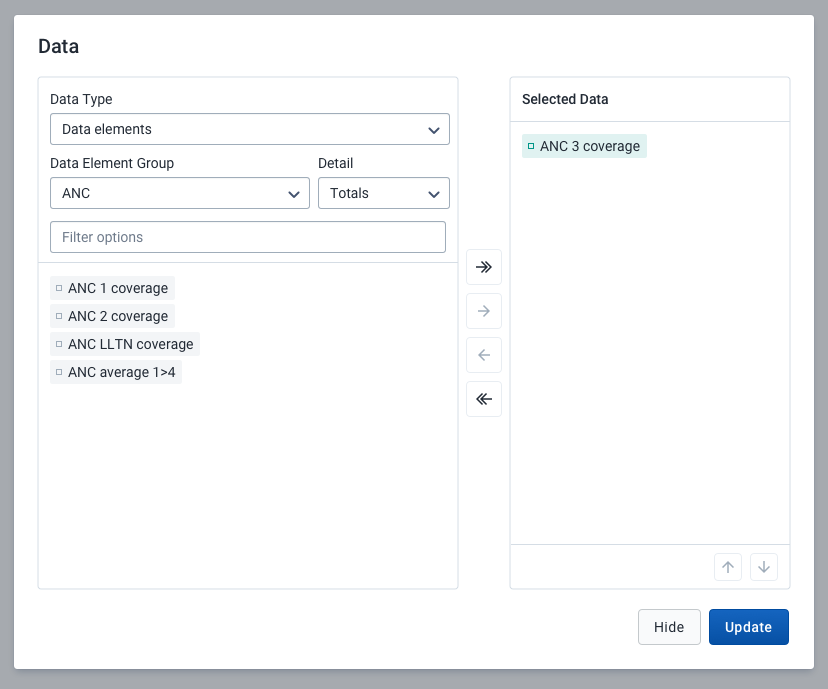 Data
Data Type
Data elements
Data Element Group
Detail
ANC
Totals
Filter options
ANC 1 coverage
ANC 2 coverage
ANC LLTN coverage
ANC average 1>4
Selected Data
ANC 3 coverage
Hide
Update